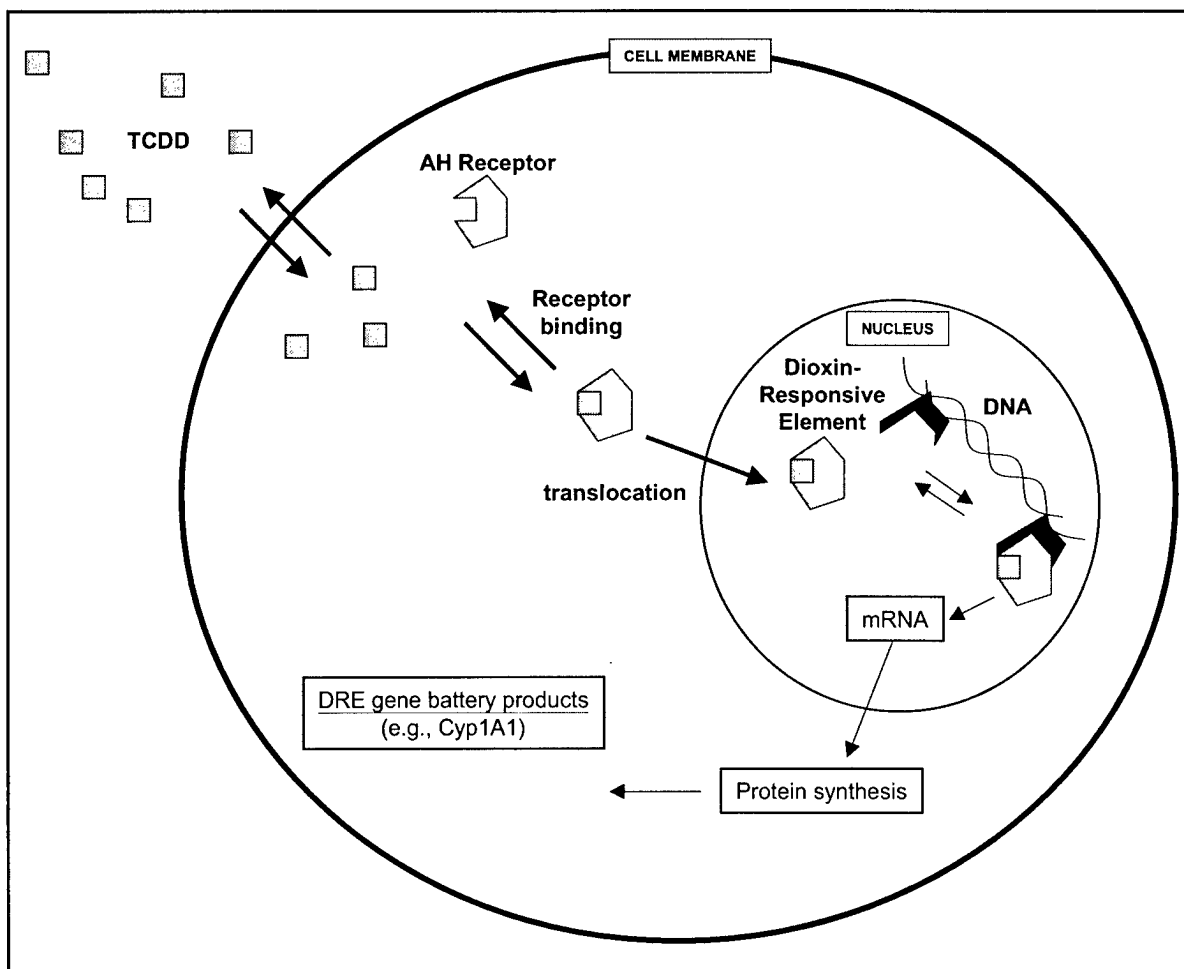 CELL MEMBRANE
TCDD
AH Receptor
Receptor
binding
NUCLEUS
Dioxin-
Responsive
Element
DNA
translocation
mRNA
DRE gene battery products
(e.g., Cyp1A1)
Protein synthesis